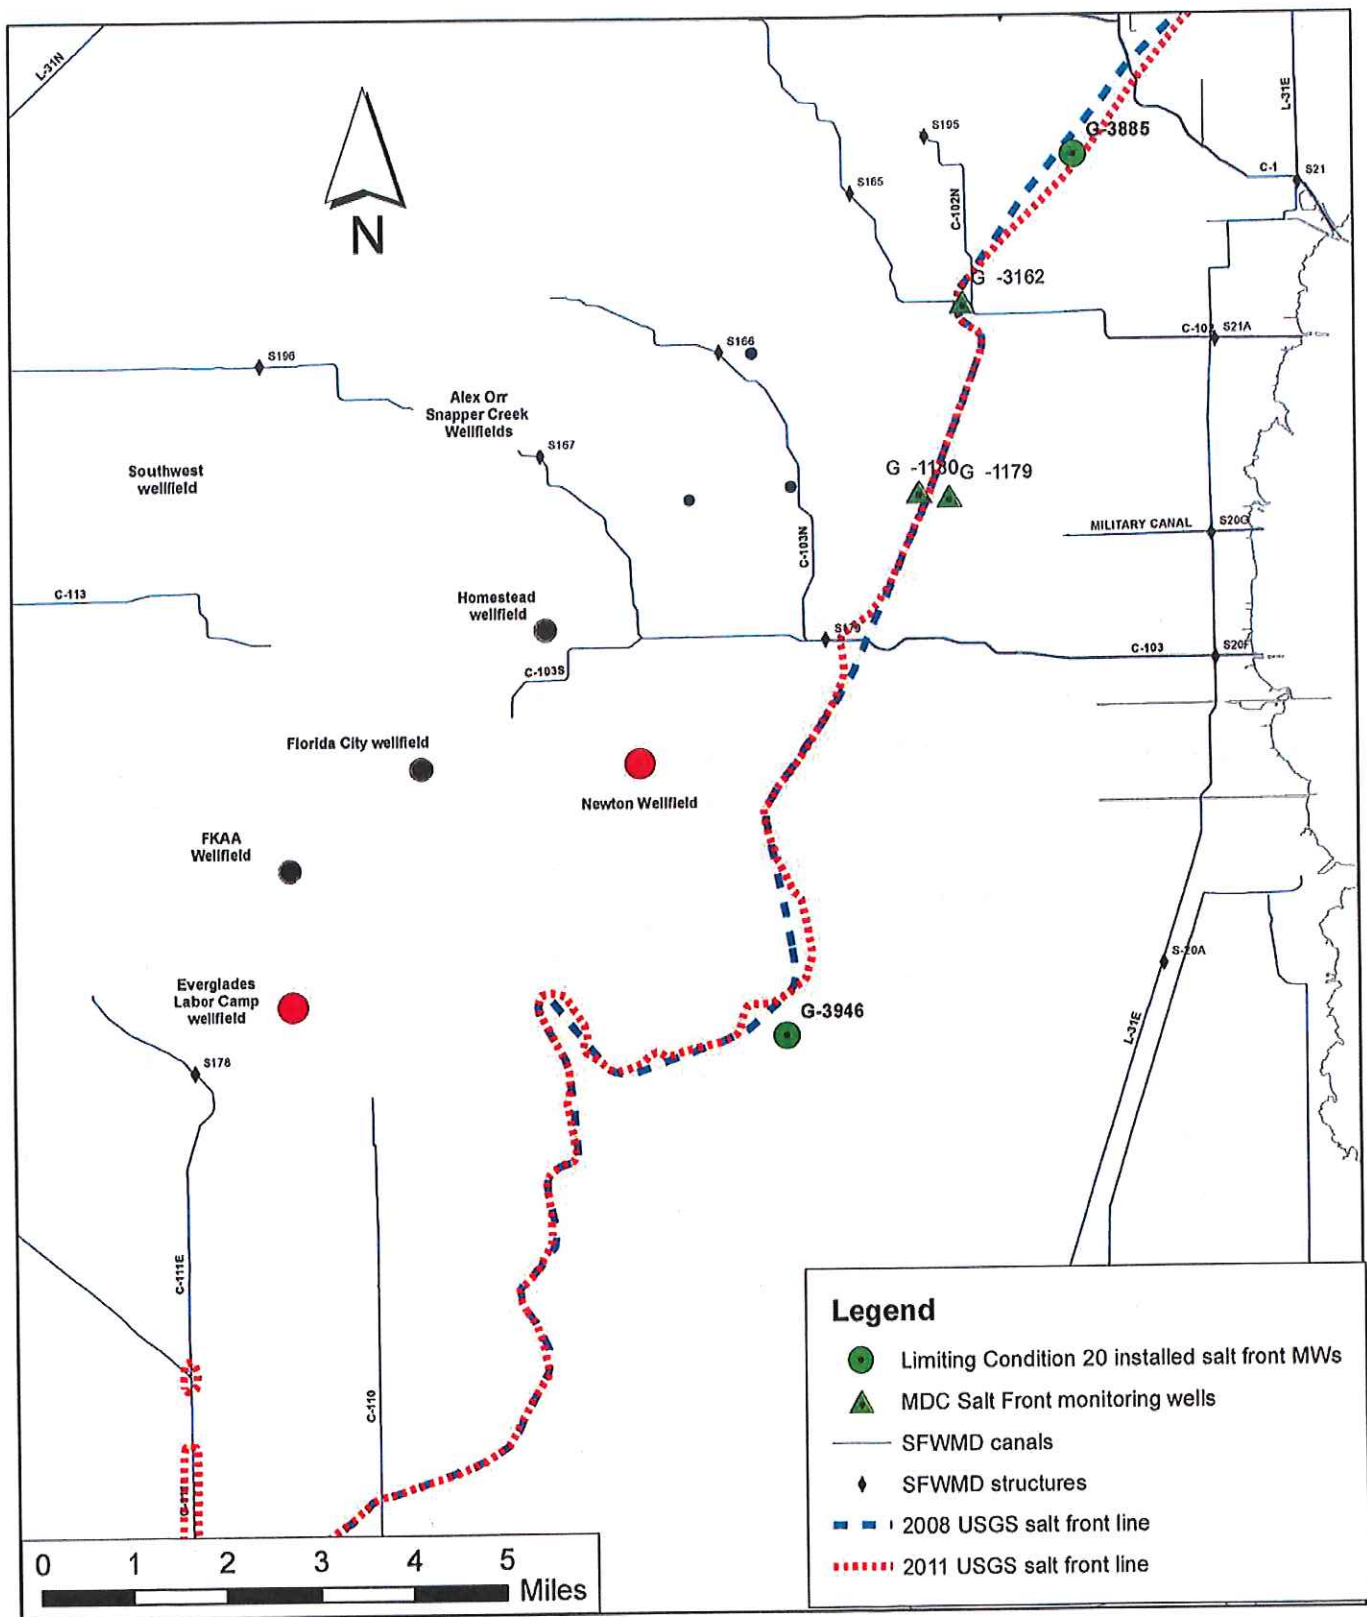 L-31N
L-31E
S195
G-3885
C-1
S21
S165
C-102N
N
G -3162
S166
C-102
S21A
S196
Alex Orr
Snapper Creek
Wellfields
S167
Southwest
wellfield
G -1180
G -1179
MILITARY CANAL
S20G
C-103N
C-113
Homestead
wellfield
S179
C-103
S20F
C-103S
Florida City wellfield
Newton Wellfield
FKAA
Wellfield
S-20A
Everglades
Labor Camp
wellfield
G-3946
L-31E
S178
C-111E
C-110
Legend
Limiting Condition 20 installed salt front MWs
MDC Salt Front monitoring wells
SFWMD canals
SFWMD structures
2008 USGS salt front line
2011 USGS salt front line
0 1 2 3 4 5
Miles